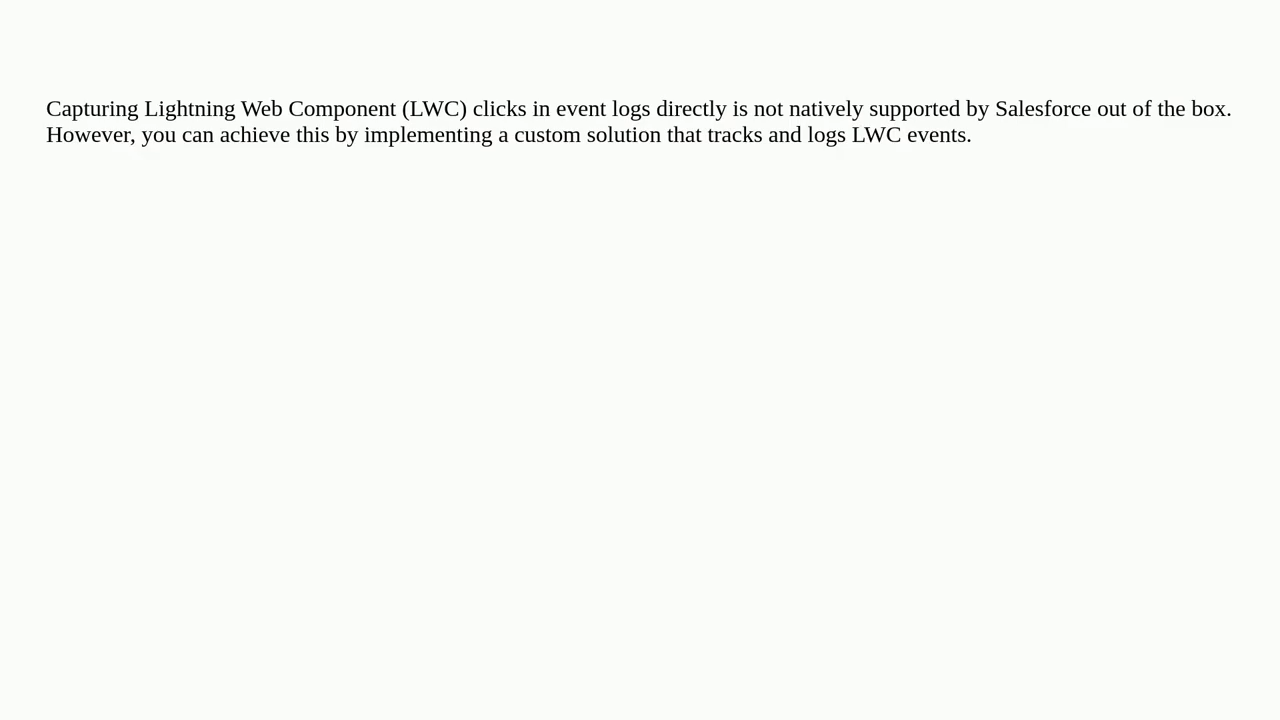 Capturing Lightning Web Component (LWC) clicks in event logs directly is not natively supported by Salesforce out of the box.
However, you can achieve this by implementing a custom solution that tracks and logs LWC events.